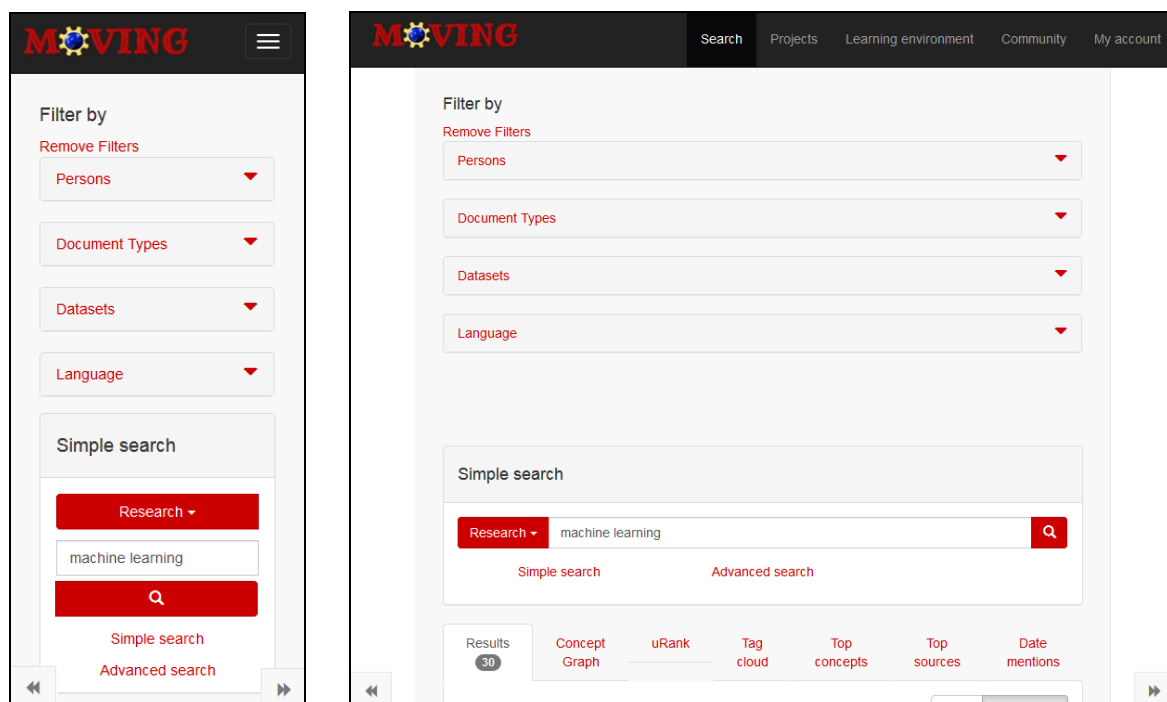 MOVING
Filter by
Remove Filters
Persons
Document Types
Datasets
Language
Simple search
Research
machine learning
Simple search
Advanced search
MOVING
Search Projects Learning environment Community My account
Filter by
Remove Filters
Persons
Document Types
Datasets
Language
Simple search
Research machine learning
Simple search Advanced search
Results Concept uRank Tag Top Top Date
30 Graph cloud concepts sources mentions